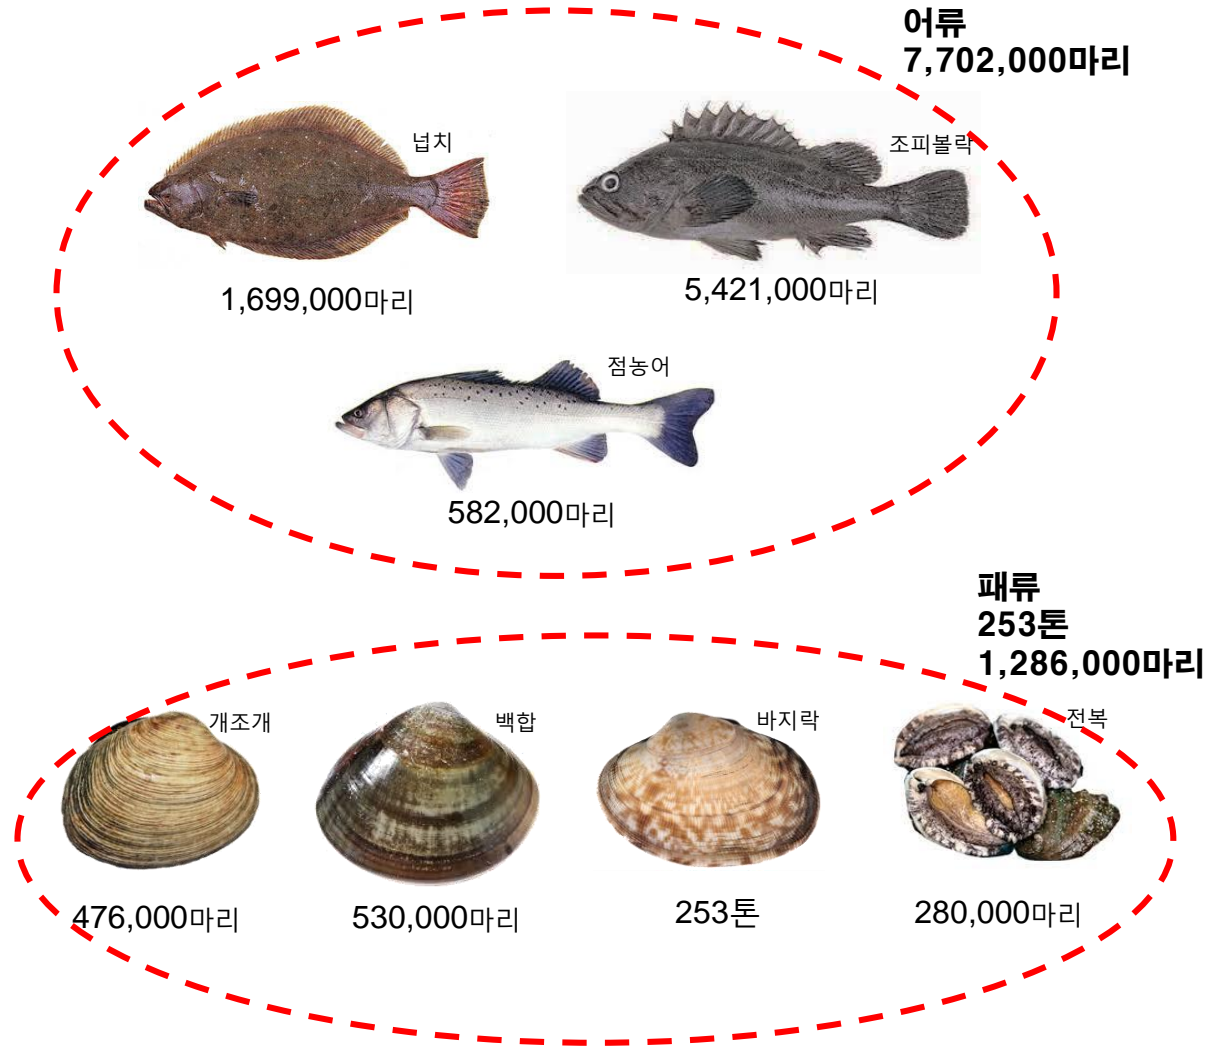 어류
7,702,000마리
넙치
조피볼락
1,699,000마리
5,421,000마리
점농어
582,000마리
패류
253톤
1,286,000마리
개조개
백합
바지락
전복
476,000마리
530,000마리
253톤
280,000마리